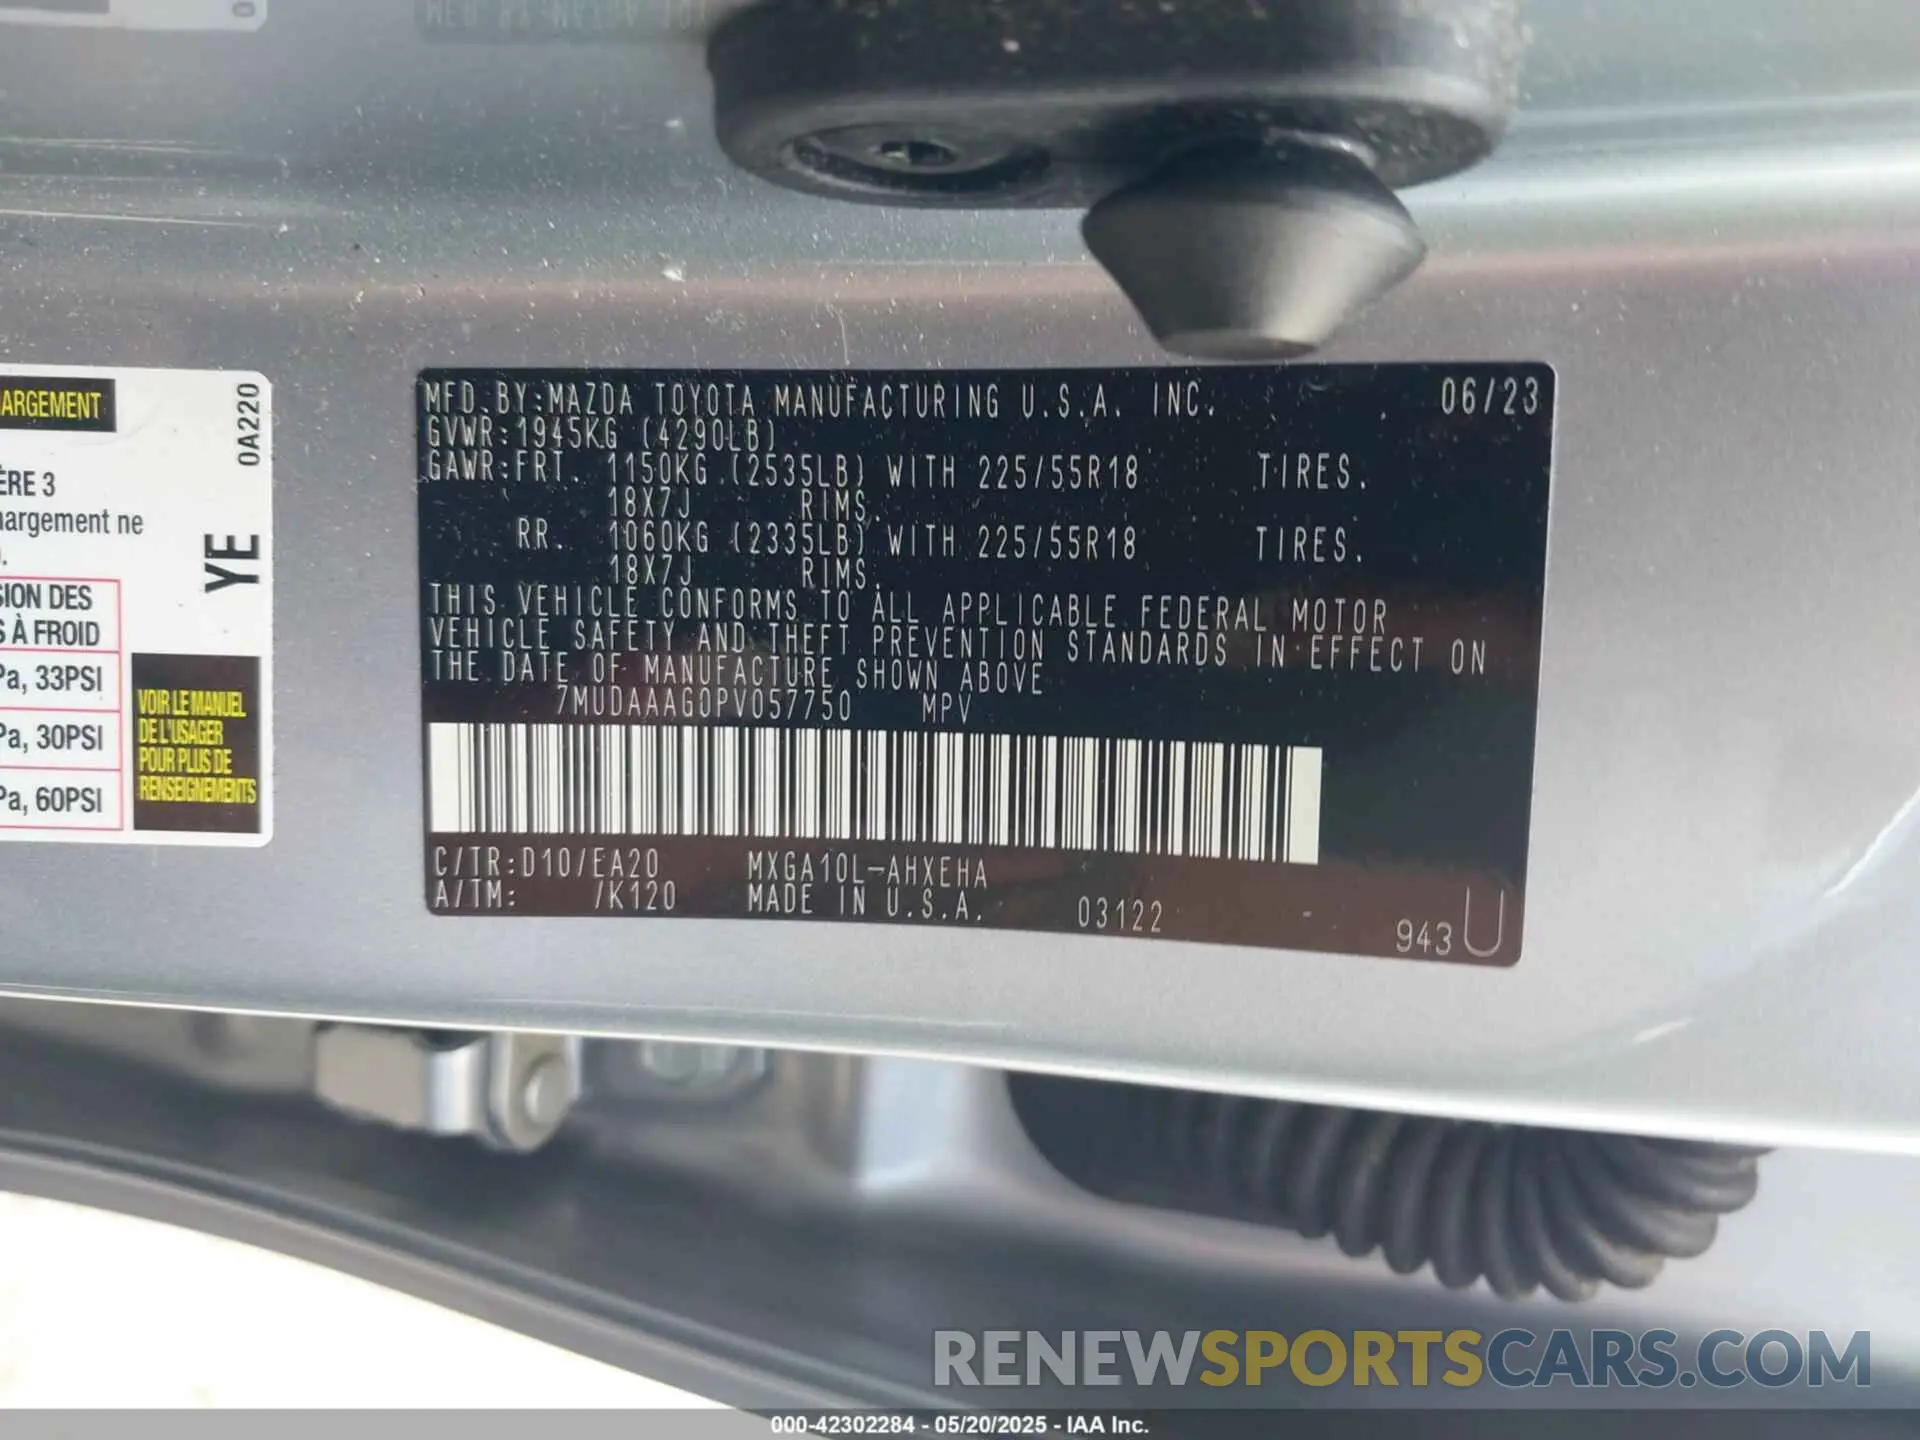 ARGEMENT
0A220
ÈRE 3
hargement ne
YE
SION DES
S À FROID
Pa, 33PSI
Pa, 30PSI
Pa, 60PSI
VOIR LE MANUEL
DE L'USAGER
POUR PLUS DE
RENSEIGNEMENTS
MFD.BY:MAZDA TOYOTA MANUFACTURING U.S.A. INC. 06/23
GVWR:1945KG (4290LB)
GAWR:FRT. 1150KG (2535LB) WITH 225/55R18 TIRES.
18X7J RIMS.
RR. 1060KG (2335LB) WITH 225/55R18 TIRES.
18X7J RIMS.
THIS VEHICLE CONFORMS TO ALL APPLICABLE FEDERAL MOTOR
VEHICLE SAFETY AND THEFT PREVENTION STANDARDS IN EFFECT ON
THE DATE OF MANUFACTURE SHOWN ABOVE
7MUDAAAG0PV057750 MPV
C/TR:D10/EA20 MXGA10L-AHXEHA
A/TM: /K120 MADE IN U.S.A. 03122
943 U
RENEWSPORTSCARS.COM
000-42302284 - 05/20/2025 - IAA Inc.